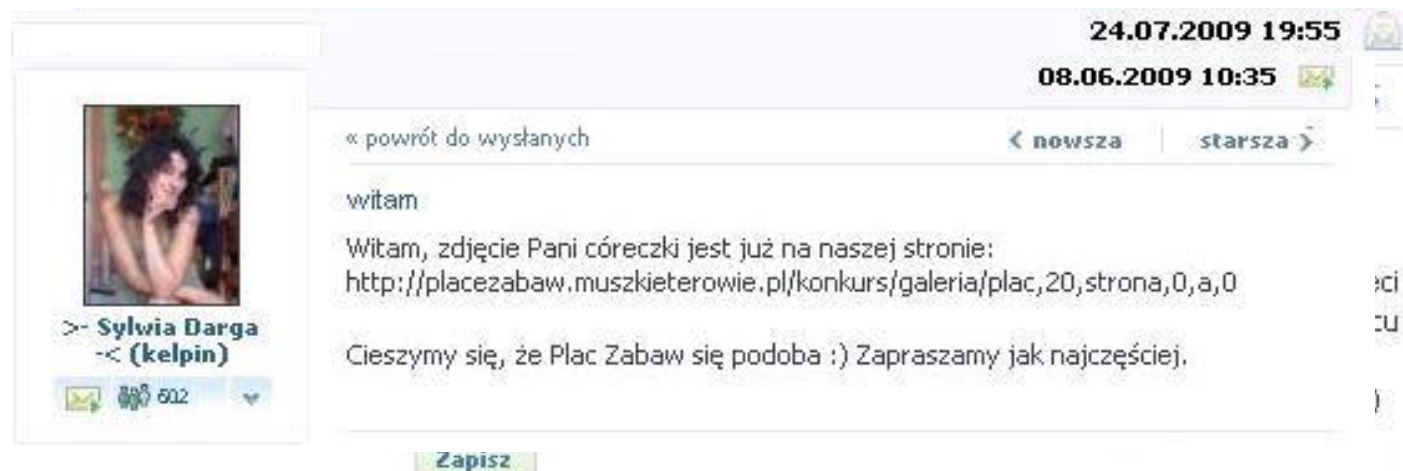 24.07.2009 19:55
08.06.2009 10:35
« powrót do wysłanych
< nowsza
starsza >
witam
Witam, zdjęcie Pani córeczki jest już na naszej stronie:
http://placezabaw.muszkieterowie.pl/konkurs/galeria/plac,20,strona,0,a,0
Cieszymy się, że Plac Zabaw się podoba :) Zapraszamy jak najczęściej.
>- Sylwia Darga
-< (kelpin)
602
eci
cu
)
Zapisz